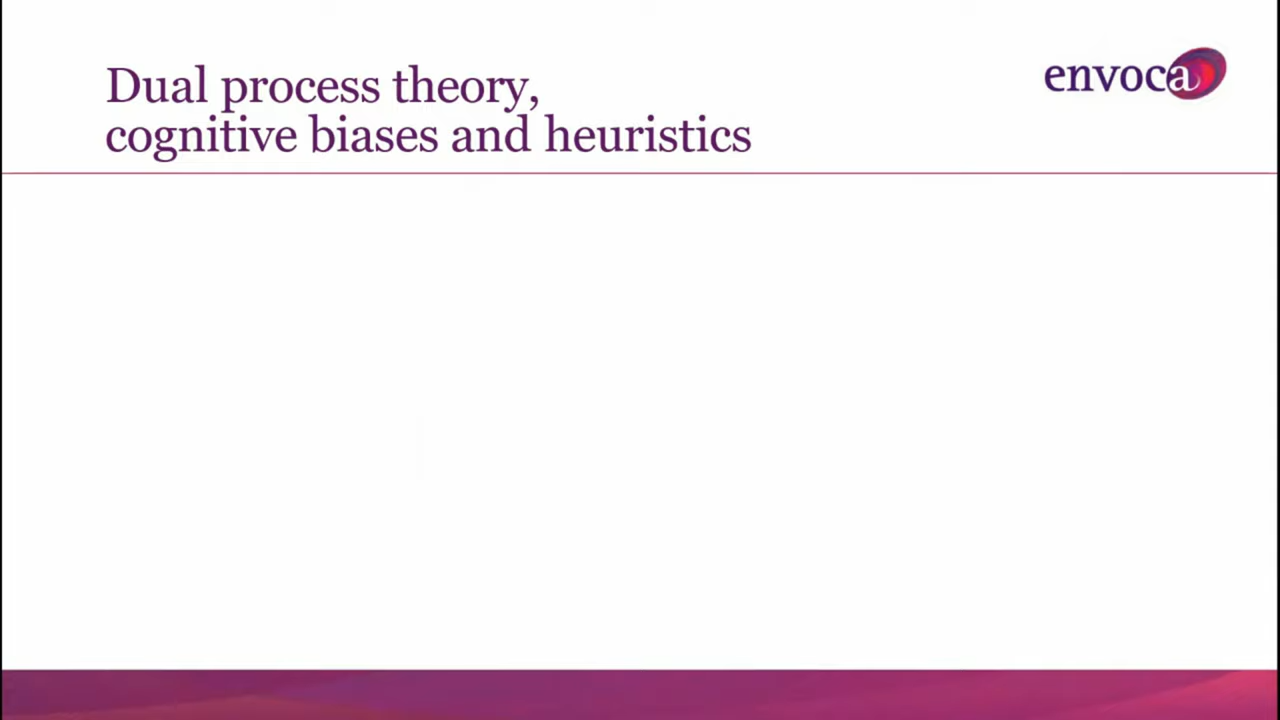 Dual process theory,
cognitive biases and heuristics
envoca